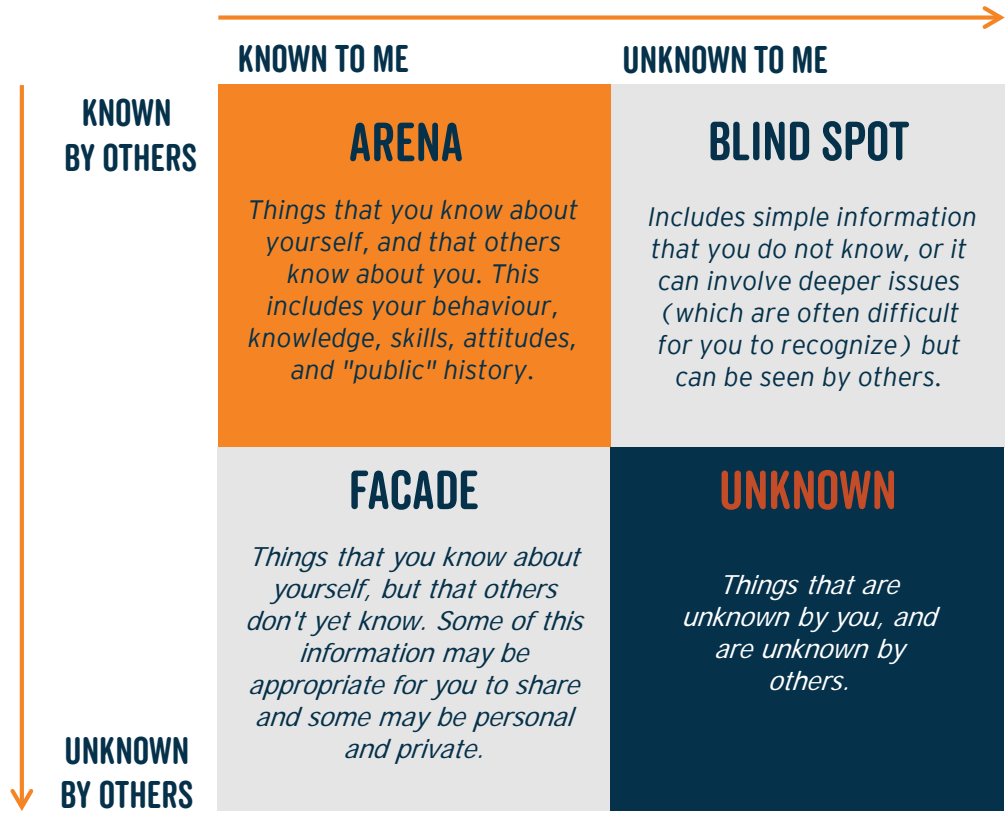 KNOWN TO ME
UNKNOWN TO ME
KNOWN
BY OTHERS
ARENA
Things that you know about
yourself, and that others
know about you. This
includes your behaviour,
knowledge, skills, attitudes,
and "public" history.
BLIND SPOT
Includes simple information
that you do not know, or it
can involve deeper issues
(which are often difficult
for you to recognize) but
can be seen by others.
FACADE
Things that you know about
yourself, but that others
don't yet know. Some of this
information may be
appropriate for you to share
and some may be personal
and private.
UNKNOWN
Things that are
unknown by you, and
are unknown by
others.
UNKNOWN
BY OTHERS